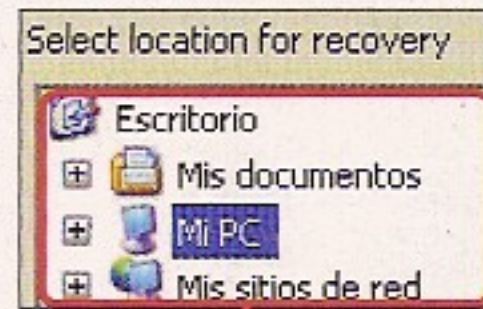 Select location for recovery
Escritorio
Mis documentos
Mi PC
Mis sitios de red